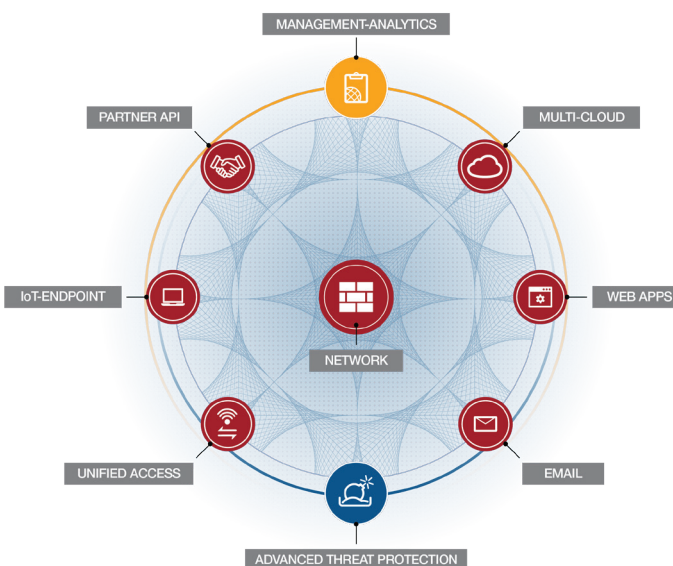 MANAGEMENT-ANALYTICS
PARTNER API
MULTI-CLOUD
IoT-ENDPOINT
WEB APPS
NETWORK
UNIFIED ACCESS
EMAIL
ADVANCED THREAT PROTECTION